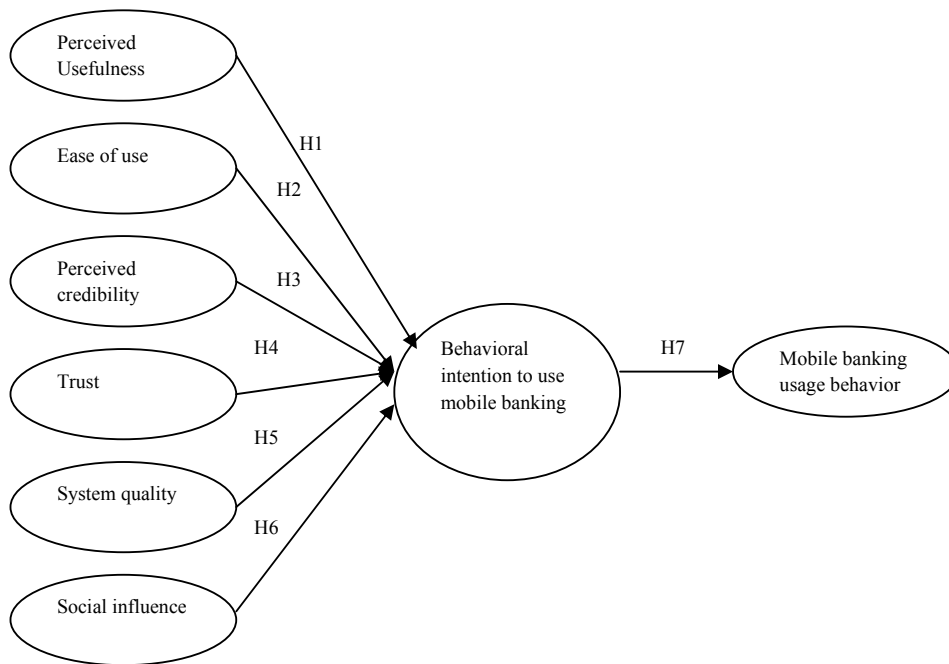 Perceived
Usefulness
H1
Ease of use
H2
Perceived
credibility
H3
H4
Trust
H5
System quality
H6
Social influence
Behavioral
intention to use
mobile banking
H7
Mobile banking
usage behavior